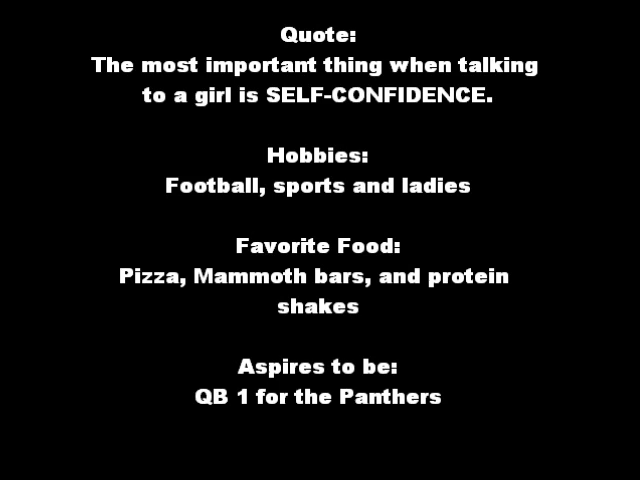 Quote:
The most important thing when talking
to a girl is SELF-CONFIDENCE.
Hobbies:
Football, sports and ladies
Favorite Food:
Pizza, Mammoth bars, and protein
shakes
Aspires to be:
QB 1 for the Panthers